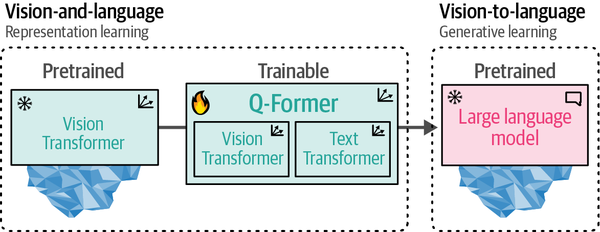 Vision-and-language
Representation learning
Vision-to-language
Generative learning
Pretrained
Trainable
Pretrained
Vision
Transformer
Q-Former
Vision
Transformer
Text
Transformer
Large language
model